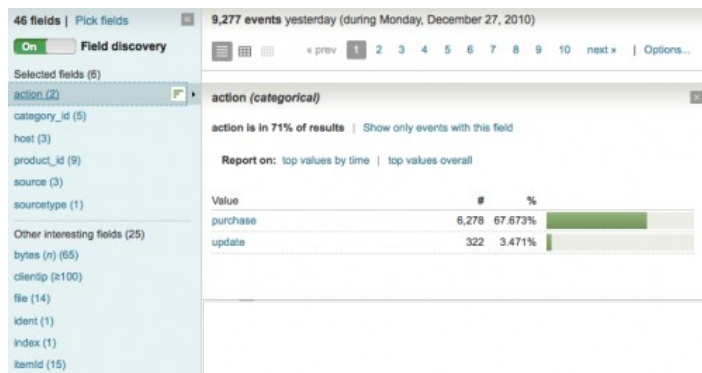 46 fields | Pick fields
On Field discovery
Selected fields (6)
action (2)
category_id (5)
host (3)
product_id (9)
source (3)
sourcetype (1)
Other interesting fields (25)
bytes (n) (65)
clientip (≥100)
file (14)
ident (1)
index (1)
itemId (15)
9,277 events yesterday (during Monday, December 27, 2010)
« prev 1 2 3 4 5 6 7 8 9 10 next » | Options...
action (categorical)
action is in 71% of results | Show only events with this field
Report on: top values by time | top values overall
Value # %
purchase 6,278 67.673%
update 322 3.471%